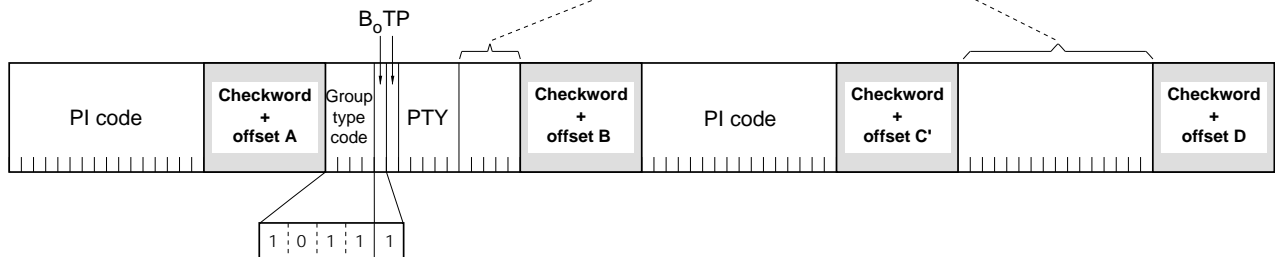 B₀TP
PI code
Checkword
+
offset A
Group
type
code
PTY
Checkword
+
offset B
PI code
Checkword
+
offset C'
Checkword
+
offset D
1 0 1 1 1